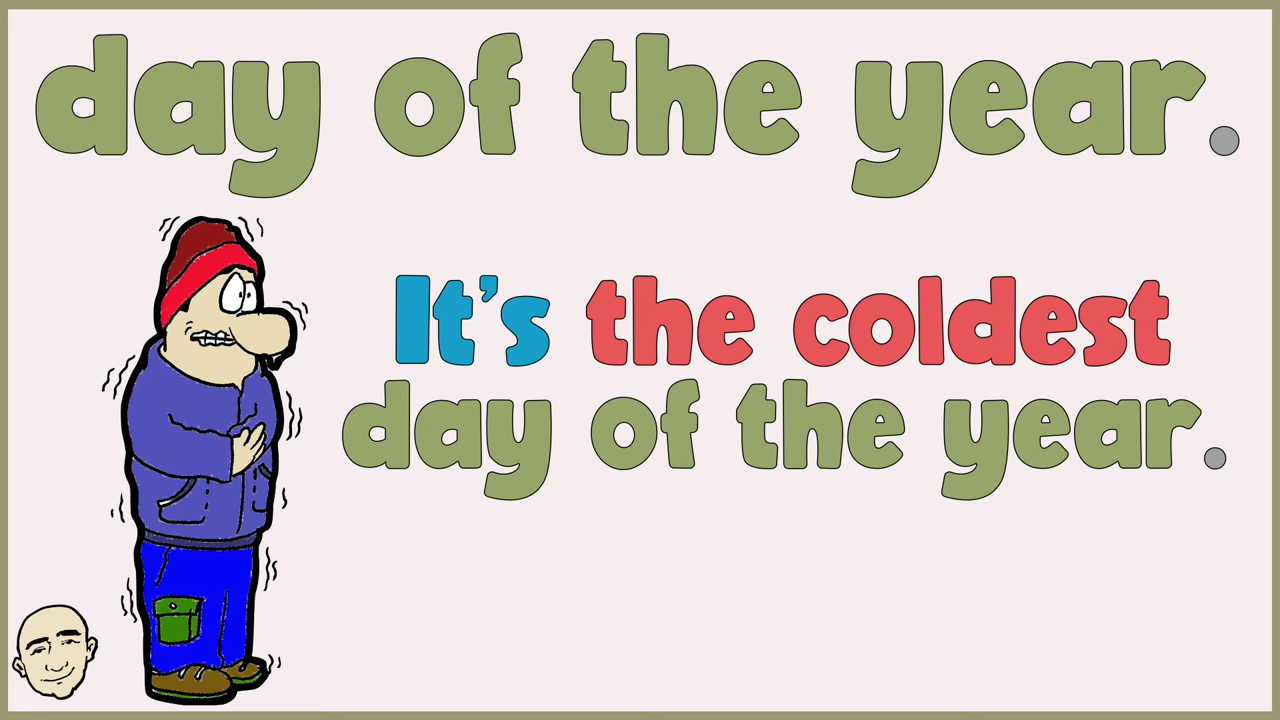 day of the year.
It's the coldest
day of the year.